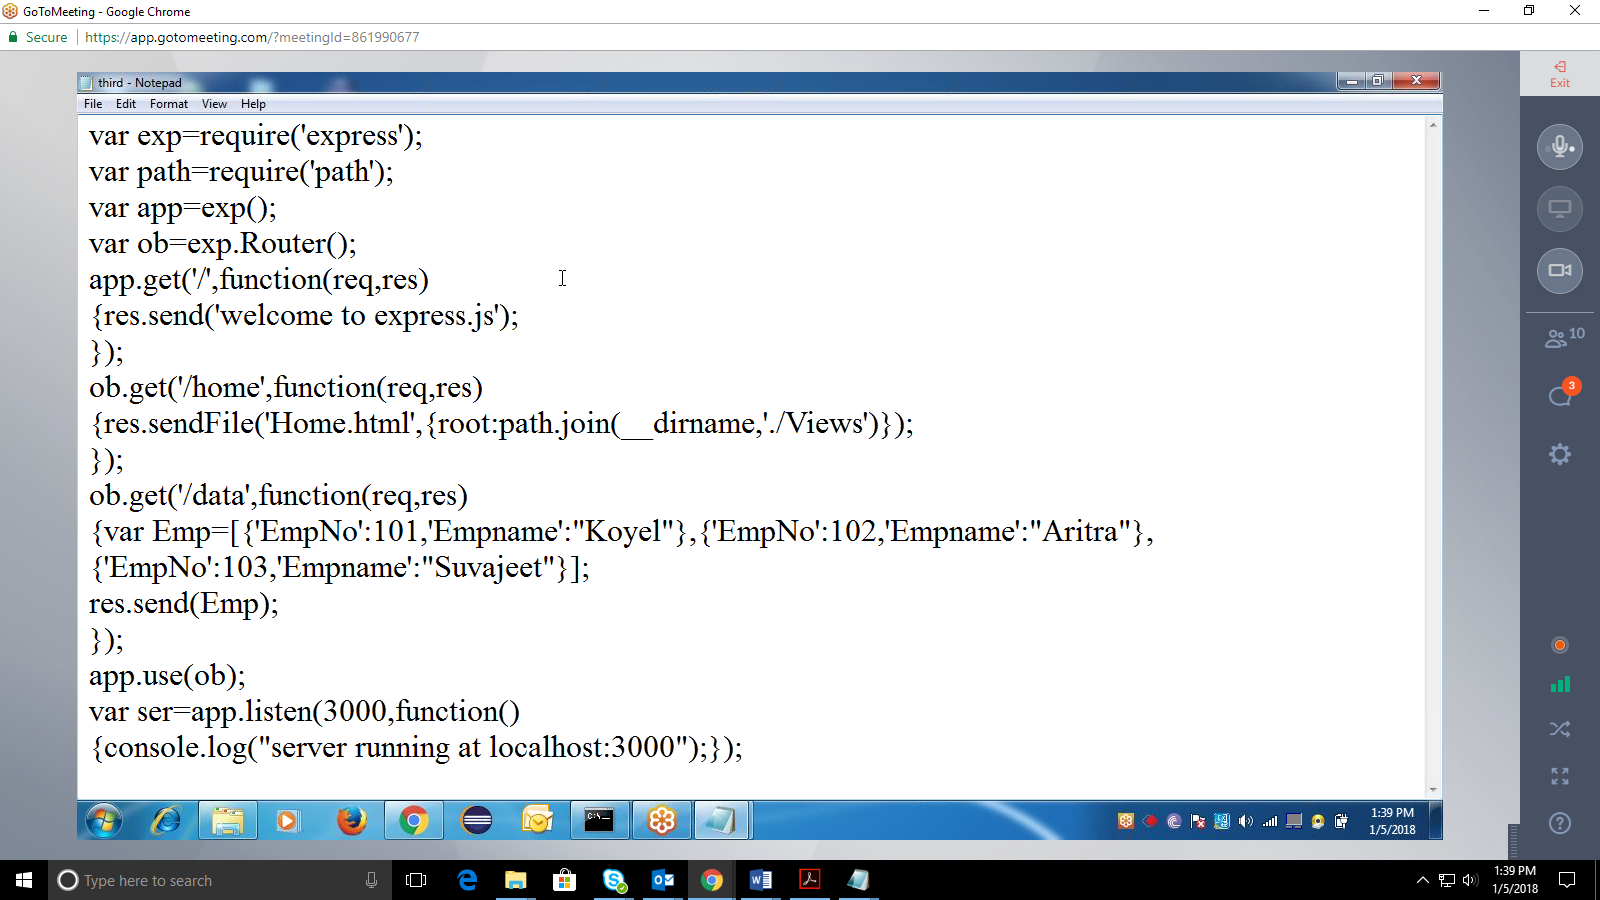 GoToMeeting - Google Chrome
Secure https://app.gotomeeting.com/?meetingId=861990677
Exit
third - Notepad
File Edit Format View Help
var exp=require('express');
var path=require('path');
var app=exp();
var ob=exp.Router();
app.get('/',function(req,res)
{res.send('welcome to express.js');
});
ob.get('/home',function(req,res)
{res.sendFile('Home.html',{root:path.join(__dirname,'./Views')});
});
ob.get('/data',function(req,res)
{var Emp=[{'EmpNo':101,'Empname':"Koyel"},{'EmpNo':102,'Empname':"Aritra"},
{'EmpNo':103,'Empname':"Suvajeet"}];
res.send(Emp);
});
app.use(ob);
var ser=app.listen(3000,function()
{console.log("server running at localhost:3000");});
10
3
C:\
1:39 PM
1/5/2018
Type here to search
1:39 PM
1/5/2018